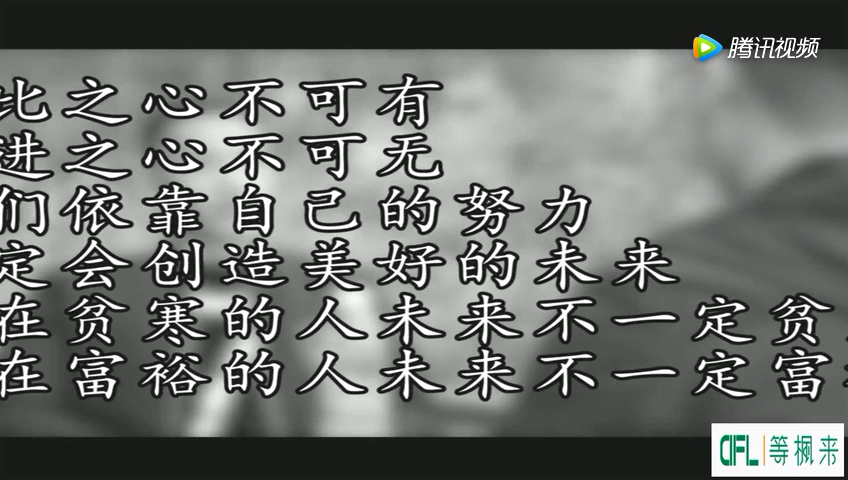 腾讯视频
比之心不可有
进之心不可无
们依靠自己的努力
定会创造美好的未来
在贫寒的人未来不一定贫
在富裕的人未来不一定富
CIFL 等枫来